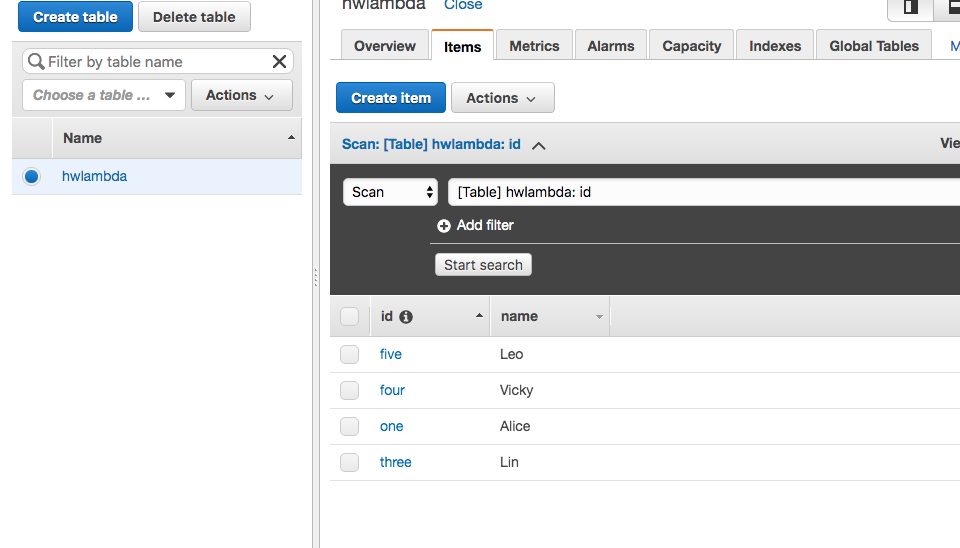 Create table
Delete table
Filter by table name
Choose a table ...
Actions
Name
hwlambda
hwlambda
Close
Overview
Items
Metrics
Alarms
Capacity
Indexes
Global Tables
M
Create item
Actions
Scan: [Table] hwlambda: id
Vie
Scan
[Table] hwlambda: id
Add filter
Start search
id
name
five
Leo
four
Vicky
one
Alice
three
Lin